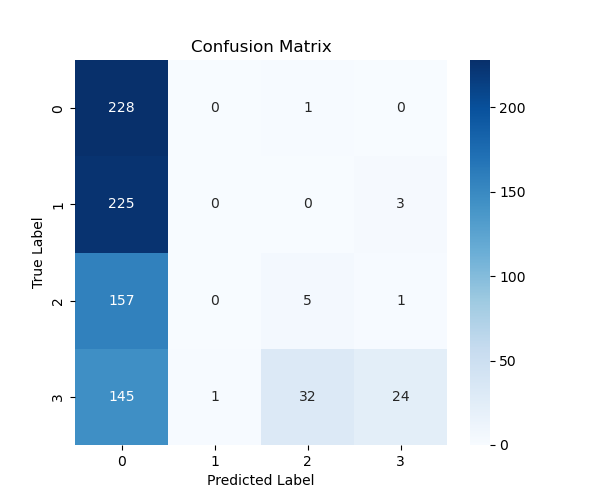 Confusion Matrix
True Label
0 228 0 1 0
1 225 0 0 3
2 157 0 5 1
3 145 1 32 24
0 1 2 3
Predicted Label
200
150
100
50
0